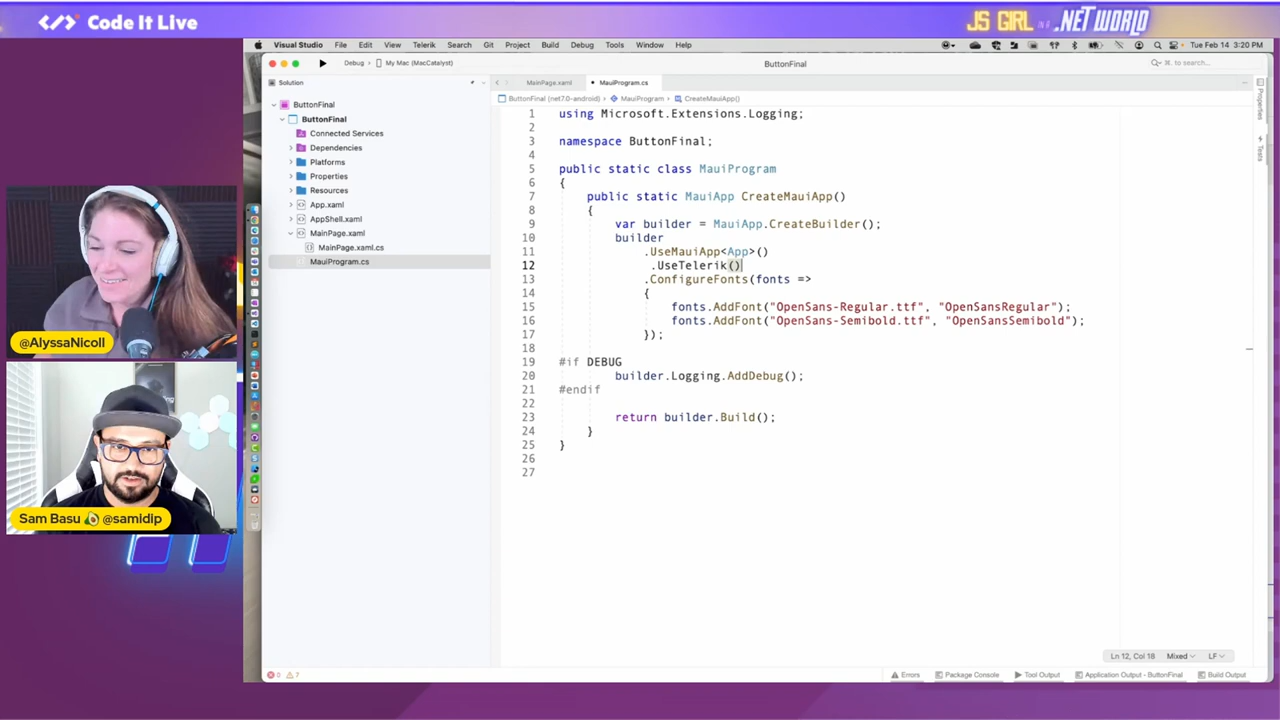 </> Code It Live
JS GIRL IN A .NET WORLD
Visual Studio File Edit View Telerik Search Git Project Build Debug Tools Window Help
Tue Feb 14 3:20 PM
Debug > My Mac (MacCatalyst)
ButtonFinal
⌘. to search...
Solution
MainPage.xaml
MauiProgram.cs
ButtonFinal (net7.0-android) > MauiProgram > CreateMauiApp()
ButtonFinal
ButtonFinal
Connected Services
Dependencies
Platforms
Properties
Resources
App.xaml
AppShell.xaml
MainPage.xaml
MainPage.xaml.cs
MauiProgram.cs
1 using Microsoft.Extensions.Logging;
2
3 namespace ButtonFinal;
4
5 public static class MauiProgram
6 {
7 public static MauiApp CreateMauiApp()
8 {
9 var builder = MauiApp.CreateBuilder();
10 builder
11 .UseMauiApp<App>()
12 .UseTelerik()
13 .ConfigureFonts(fonts =>
14 {
15 fonts.AddFont("OpenSans-Regular.ttf", "OpenSansRegular");
16 fonts.AddFont("OpenSans-Semibold.ttf", "OpenSansSemibold");
17 });
18
19 #if DEBUG
20 builder.Logging.AddDebug();
21 #endif
22
23 return builder.Build();
24 }
25 }
26
27
Properties
Tests
@AlyssaNicoll
Sam Basu 🥑 @samidip
Ln 12, Col 18 Mixed LF
0 7
Errors Package Console Tool Output Application Output - ButtonFinal Build Output